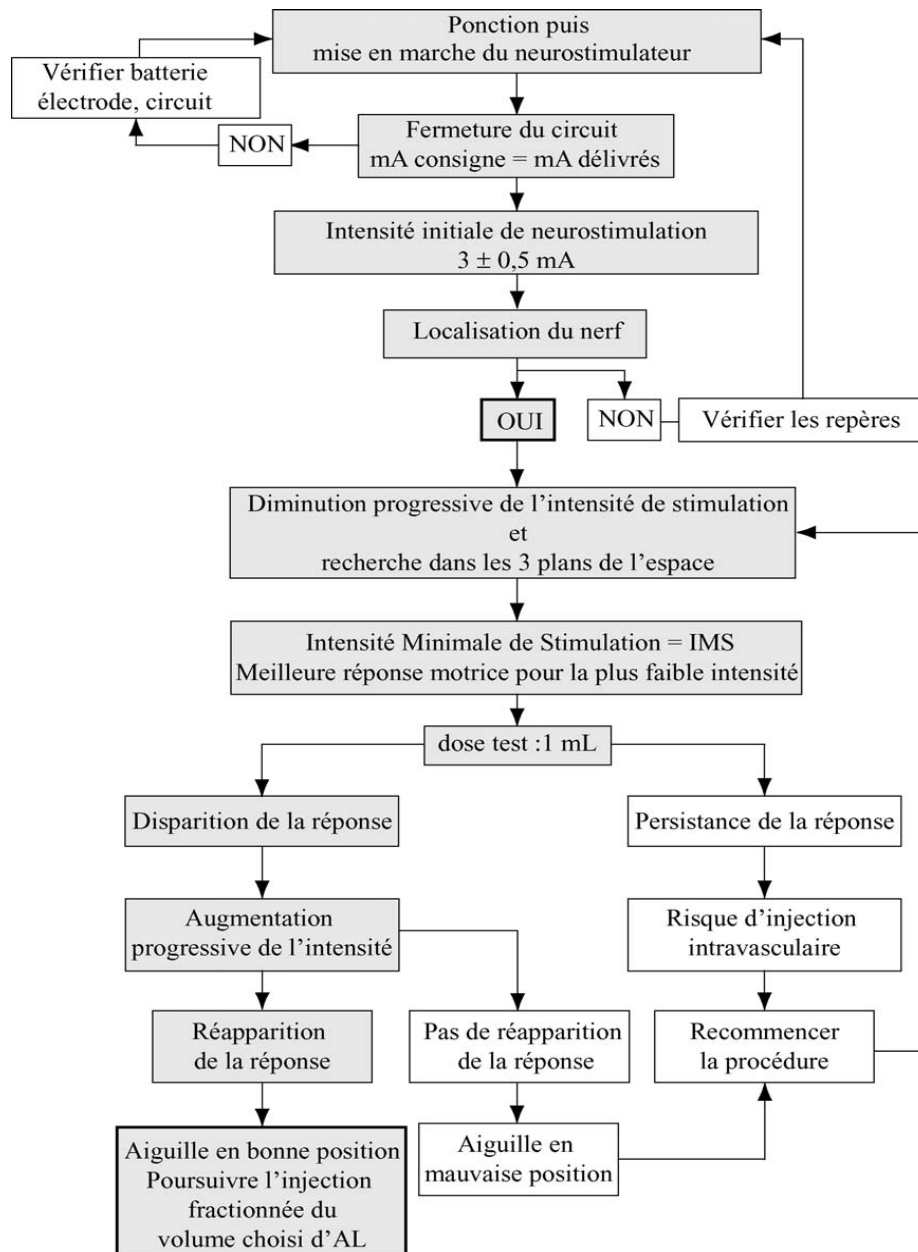 Ponction puis
mise en marche du neurostimulateur
Vérifier batterie
électrode, circuit
NON
Fermeture du circuit
mA consigne = mA délivrés
Intensité initiale de neurostimulation
3 ± 0,5 mA
Localisation du nerf
OUI
NON
Vérifier les repères
Diminution progressive de l’intensité de stimulation
et
recherche dans les 3 plans de l’espace
Intensité Minimale de Stimulation = IMS
Meilleure réponse motrice pour la plus faible intensité
dose test :1 mL
Disparition de la réponse
Persistance de la réponse
Augmentation
progressive de l’intensité
Risque d’injection
intravasculaire
Réapparition
de la réponse
Pas de réapparition
de la réponse
Recommencer
la procédure
Aiguille en bonne position
Poursuivre l’injection
fractionnée du
volume choisi d’AL
Aiguille en
mauvaise position